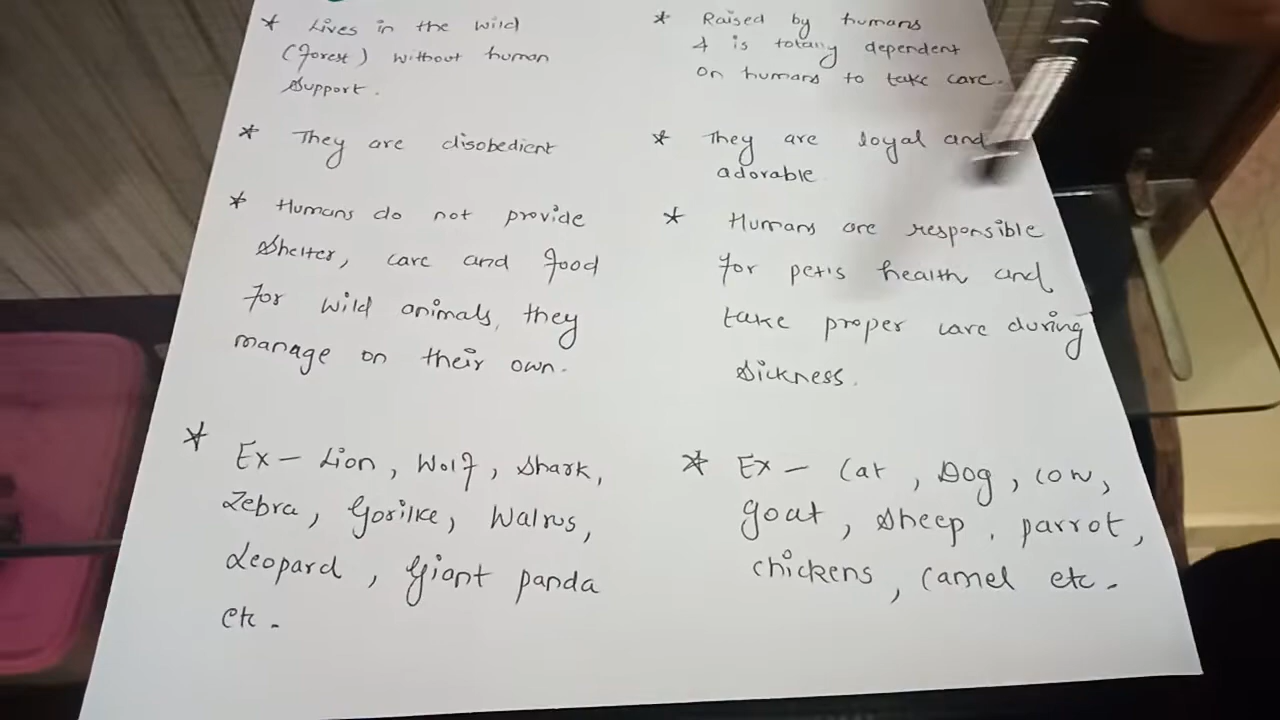 * Lives in the wild
(Forest) without human
support.
* They are disobedient
* Humans do not provide
shelter, care and food
for wild animals, they
manage on their own.
* Ex - Lion, Wolf, Shark,
Zebra, Gorilke, Walrus,
Leopard, Giant panda
etc.
* Raised by humans
& is totally dependent
on humans to take care.
* They are loyal and
adorable
* Humans are responsible
for pet's health and
take proper care during
sickness.
* Ex - Cat, Dog, Cow,
goat, sheep, parrot,
chickens, Camel etc.